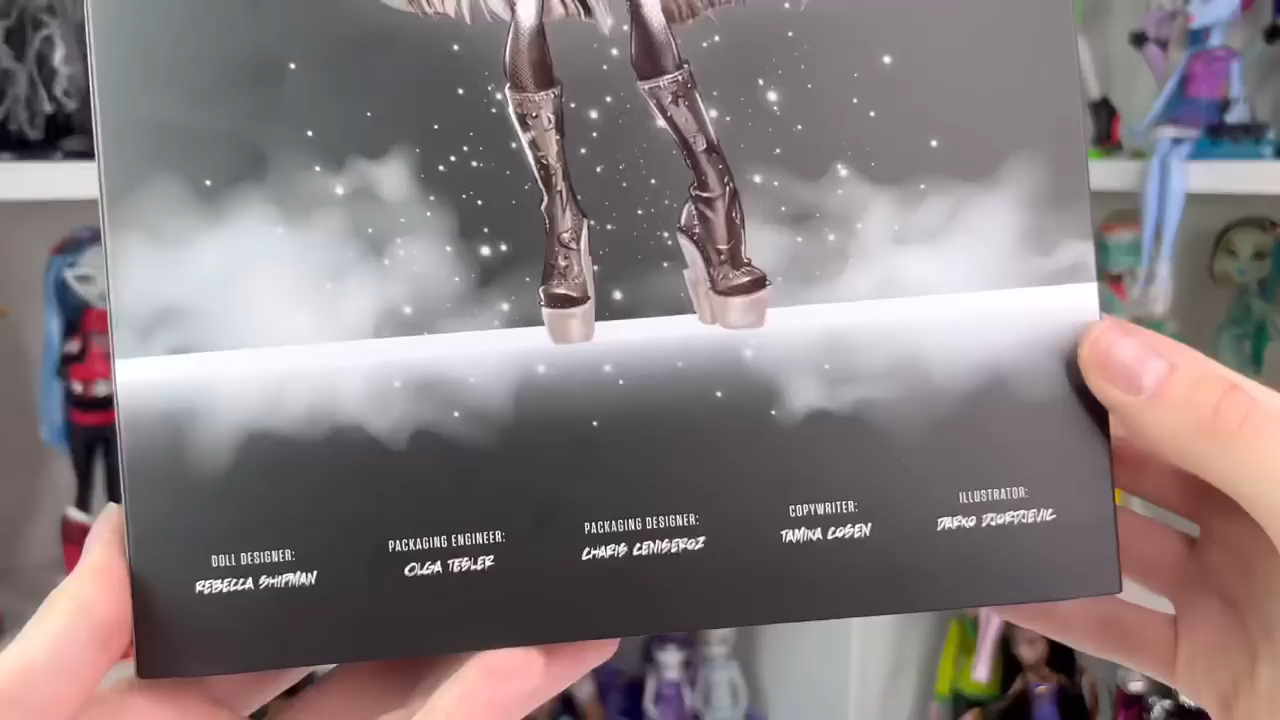 DOLL DESIGNER:
REBECCA SHIPMAN
PACKAGING ENGINEER:
OLGA TESLER
PACKAGING DESIGNER:
CHARIS CENISEROZ
COPYWRITER:
TAMIKA COSEN
ILLUSTRATOR:
DARKO DJORDJEVIC